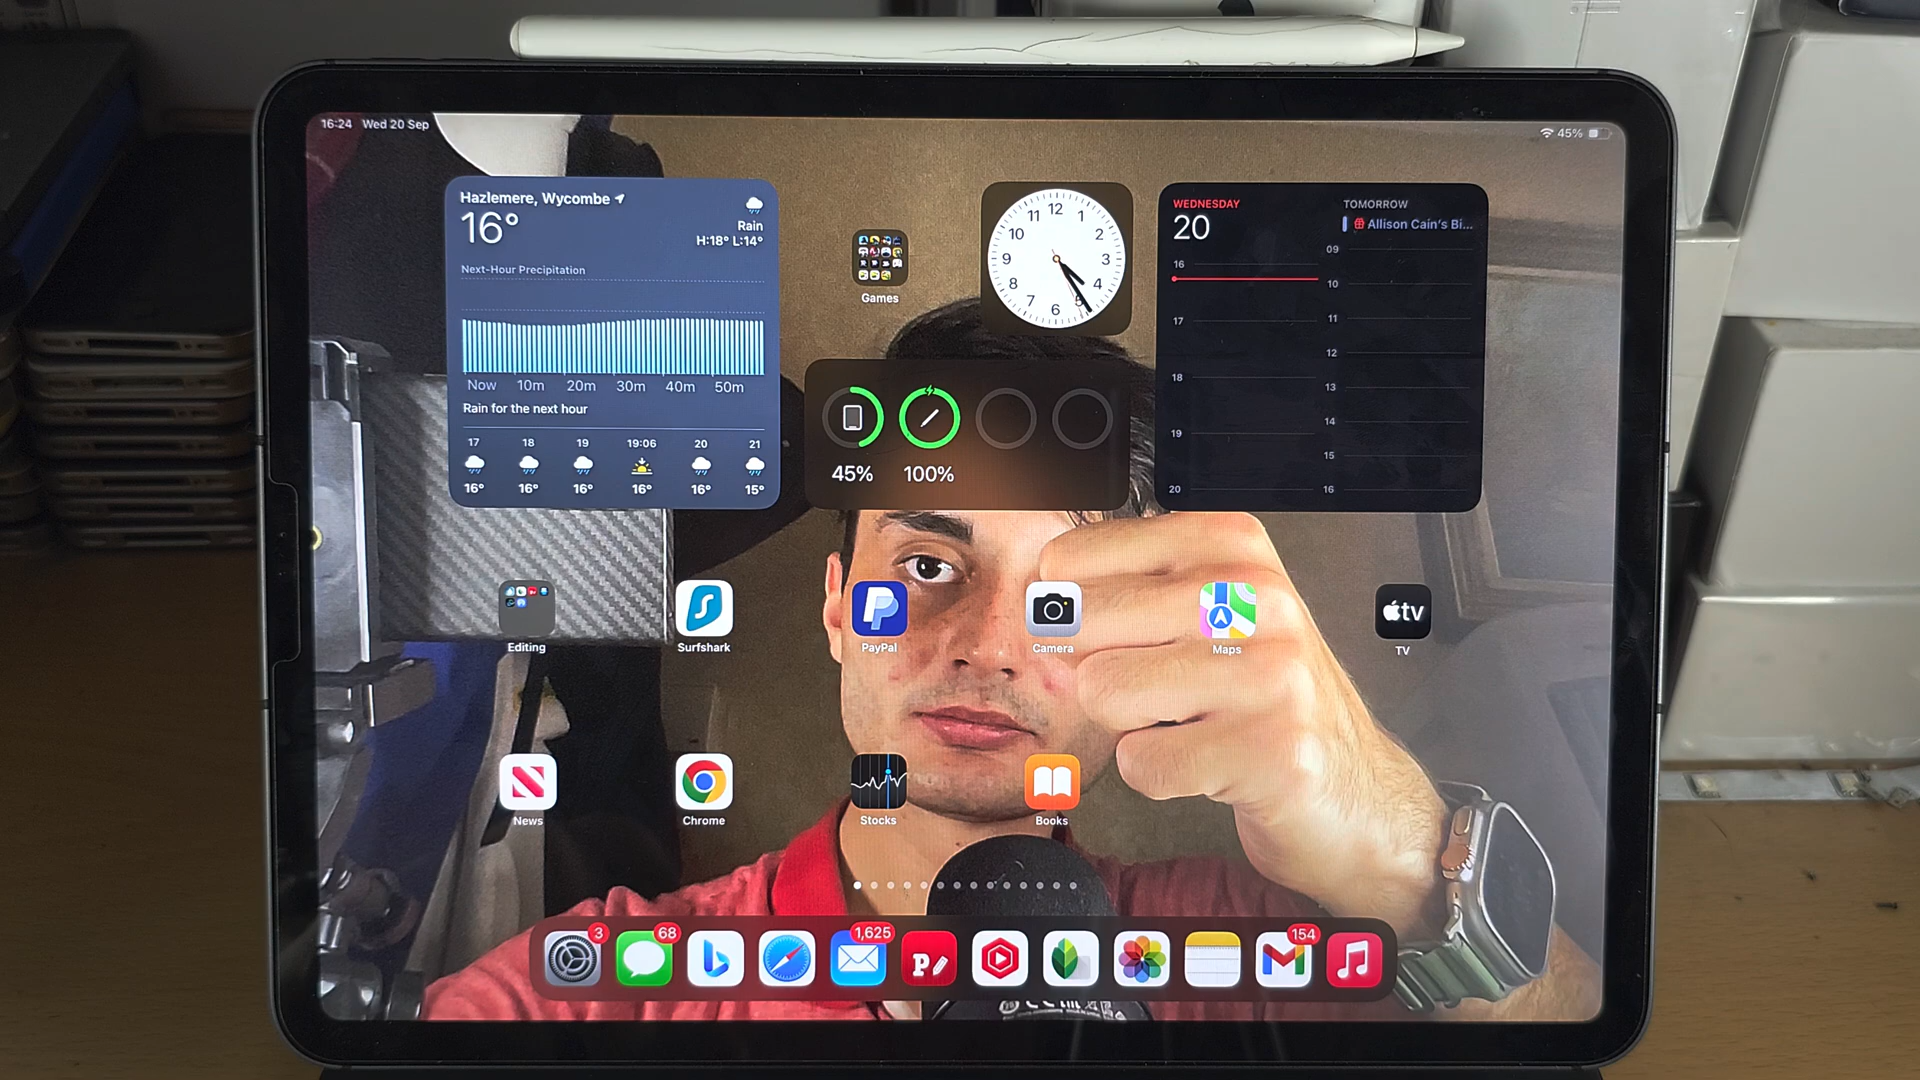 16:24 Wed 20 Sep
45%
Hazlemere, Wycombe
16°
Rain
H:18° L:14°
Next-Hour Precipitation
Now 10m 20m 30m 40m 50m
Rain for the next hour
17 18 19 19:06 20 21
16° 16° 16° 16° 16° 15°
Games
12
1
2
3
4
5
6
7
8
9
10
11
45% 100%
WEDNESDAY
20
16
17
18
19
20
TOMORROW
Allison Cain's Bi...
09
10
11
12
13
14
15
16
Editing
Surfshark
PayPal
Camera
tv
Maps
TV
News
Chrome
Stocks
Books
3
68
1,625
154